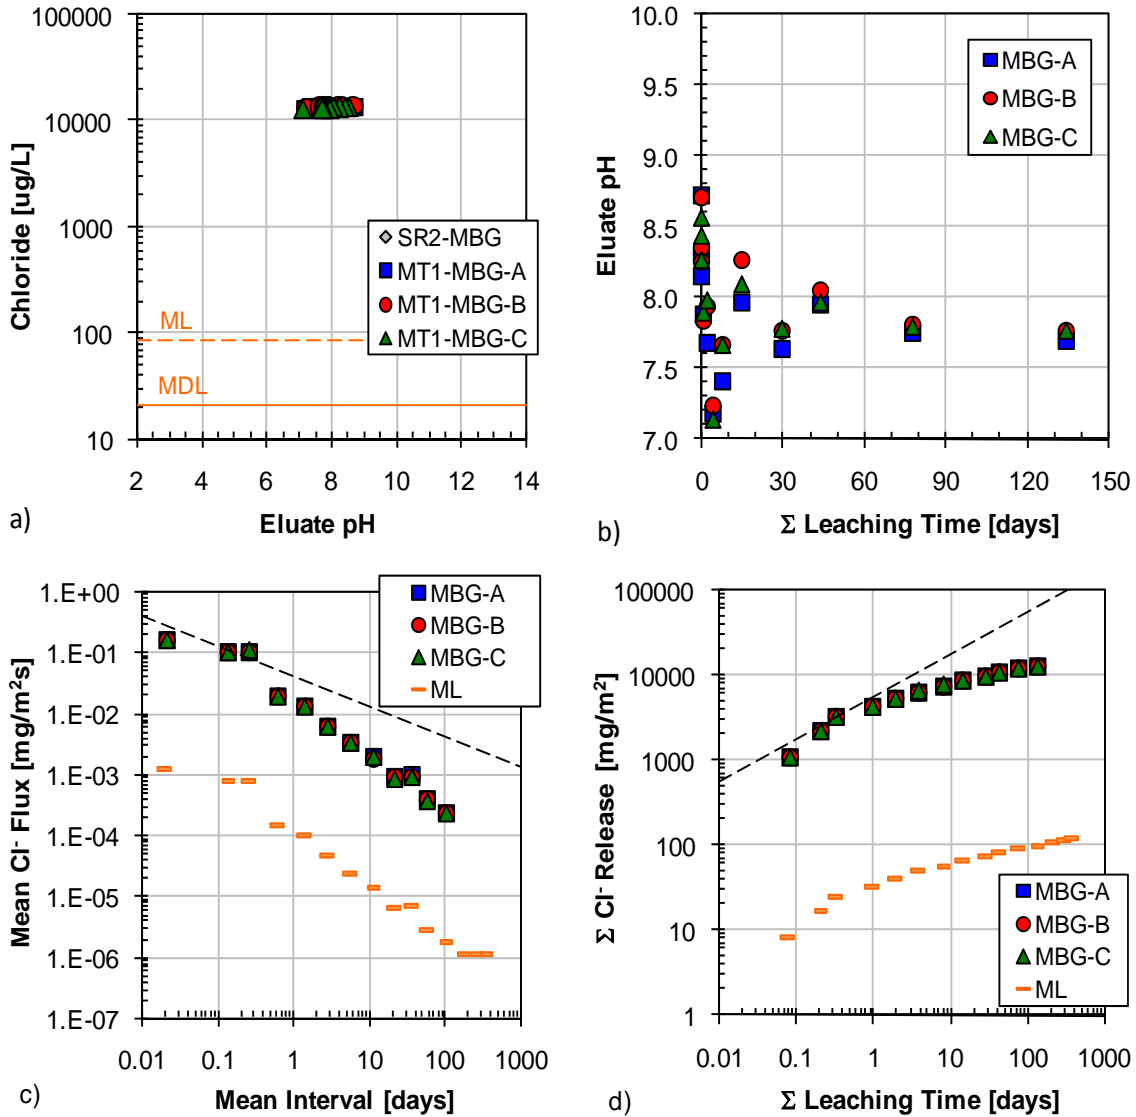 100000
10000
1000
100
10
Chloride [ug/L]
SR2-MBG
MT1-MBG-A
MT1-MBG-B
MT1-MBG-C
ML
MDL
2 4 6 8 10 12 14
Eluate pH
a)
10.0
9.5
9.0
8.5
8.0
7.5
7.0
Eluate pH
MBG-A
MBG-B
MBG-C
0 30 60 90 120 150
Σ Leaching Time [days]
b)
1.E+00
1.E-01
1.E-02
1.E-03
1.E-04
1.E-05
1.E-06
1.E-07
Mean Cl- Flux [mg/m²s]
MBG-A
MBG-B
MBG-C
ML
0.01 0.1 1 10 100 1000
Mean Interval [days]
c)
100000
10000
1000
100
10
1
Σ Cl- Release [mg/m²]
MBG-A
MBG-B
MBG-C
ML
0.01 0.1 1 10 100 1000
Σ Leaching Time [days]
d)